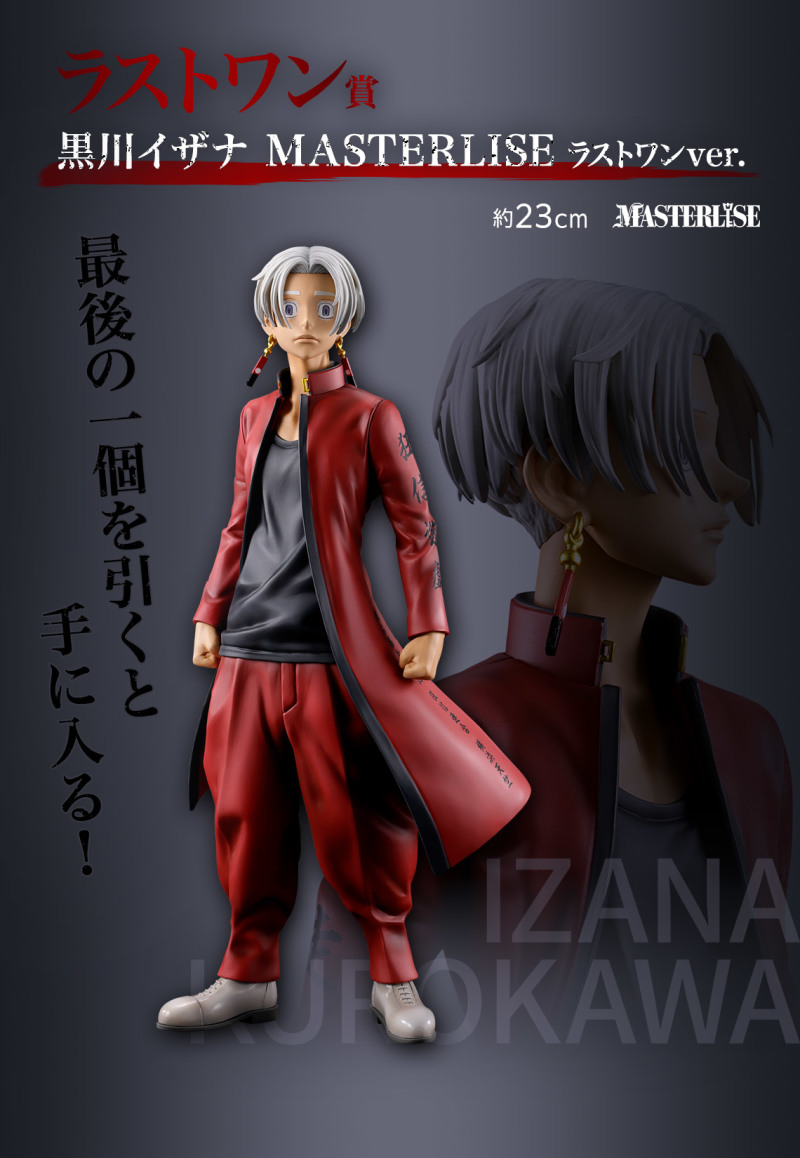 ラストワン賞
黒川イザナ MASTERLISE ラストワンver.
約23cm MASTERLISE
最後の一個を引くと
手に入る!
IZANA
KUROKAWA